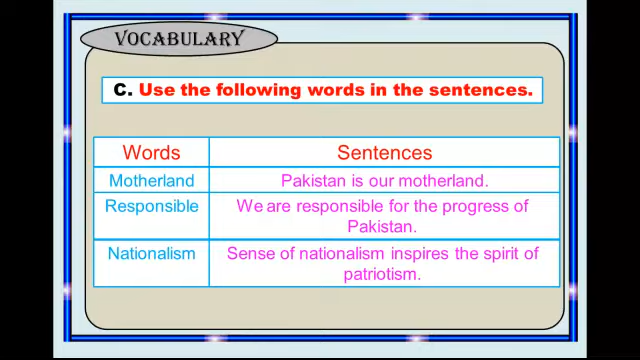 VOCABULARY
C. Use the following words in the sentences.
Words Sentences
Motherland Pakistan is our motherland.
Responsible We are responsible for the progress of
Pakistan.
Nationalism Sense of nationalism inspires the spirit of
patriotism.